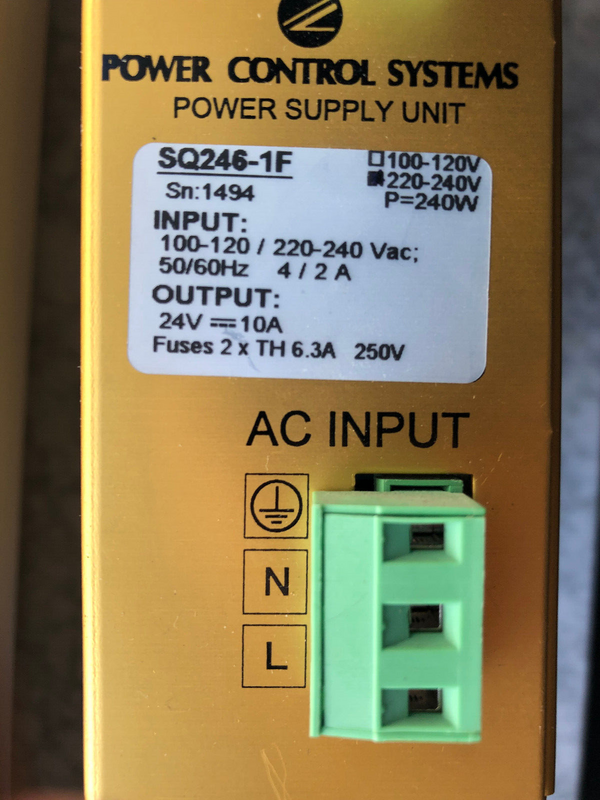 POWER CONTROL SYSTEMS
POWER SUPPLY UNIT
SQ246-1F
☐100-120V
Sn:1494
■220-240V
P=240W
INPUT:
100-120 / 220-240 Vac;
50/60Hz 4 / 2 A
OUTPUT:
24V ⎓ 10A
Fuses 2 x TH 6.3A 250V
AC INPUT
N
L